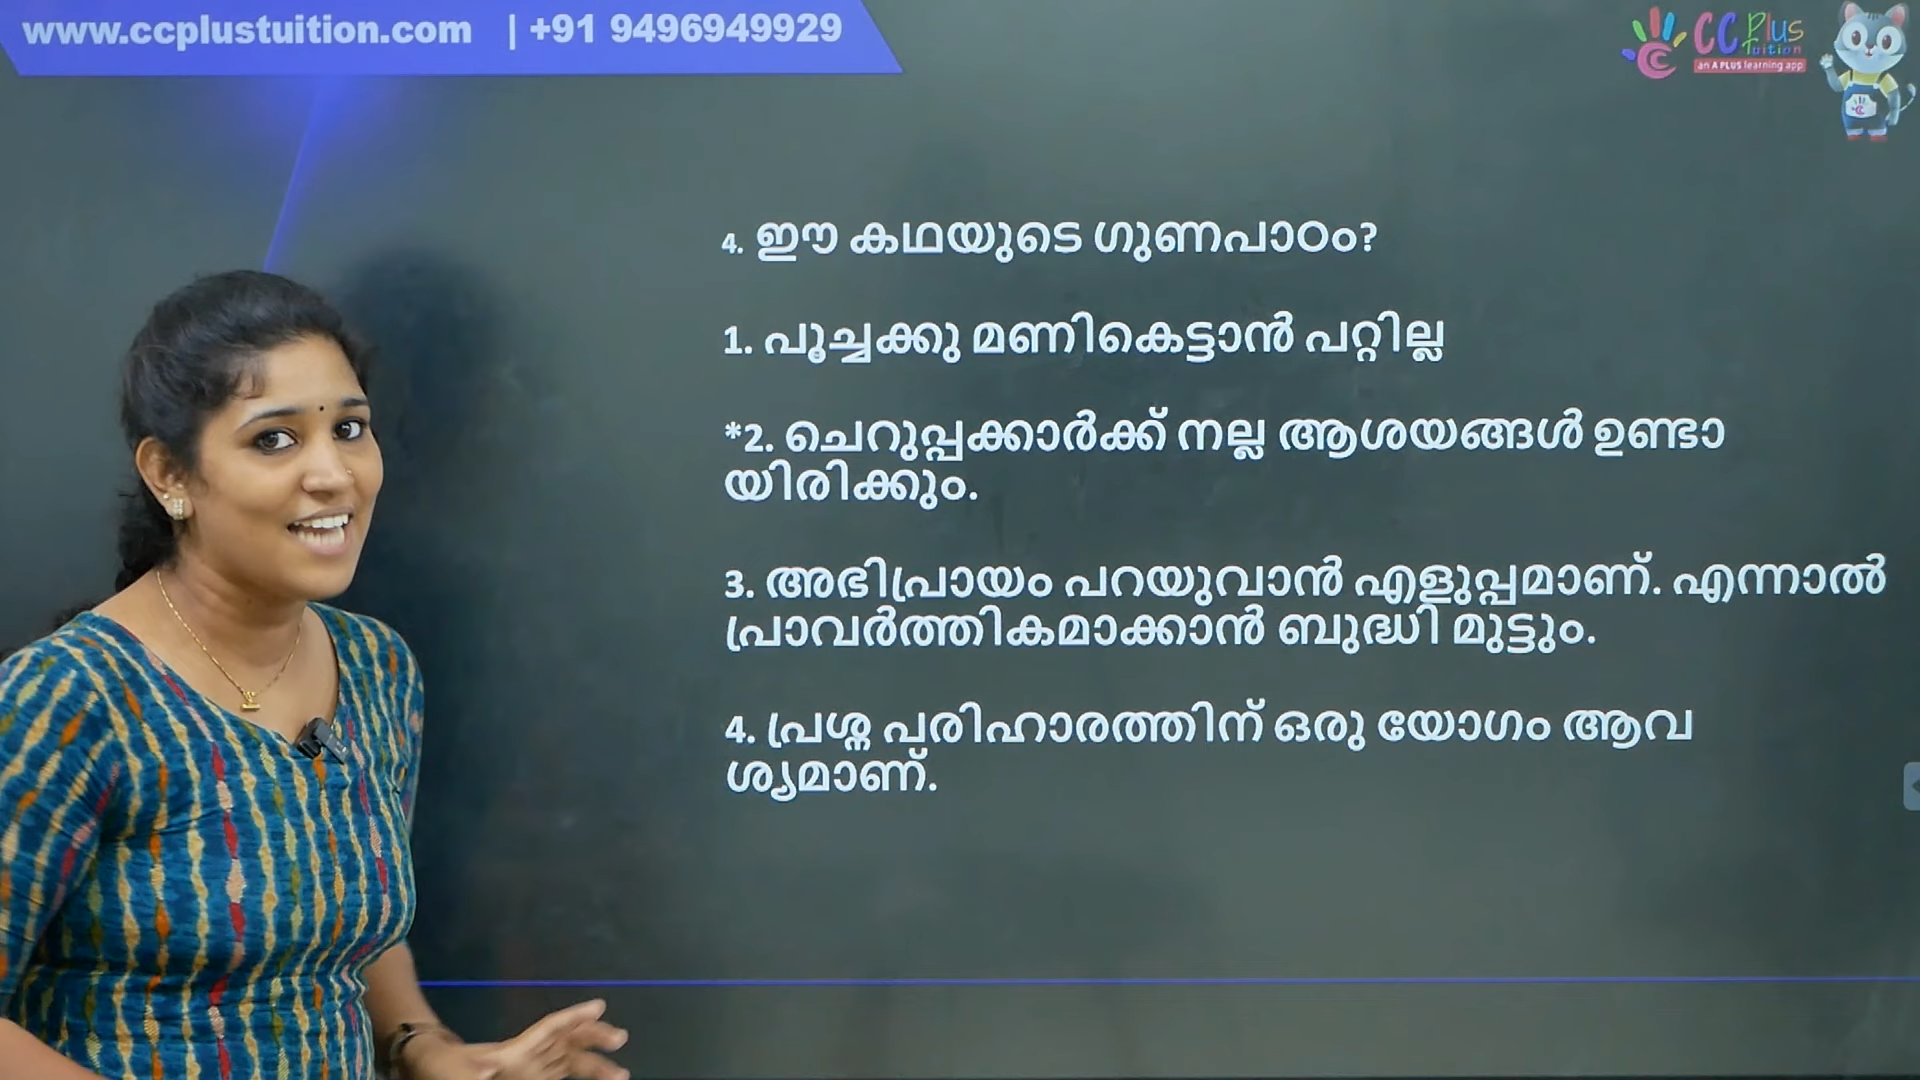 www.ccplustuition.com | +91 9496949929
CC Plus
Tuition
an A PLUS learning app
4. ഈ കഥയുടെ ഗുണപാഠം?
1. പൂച്ചക്കു മണികെട്ടാൻ പറ്റില്ല
*2. ചെറുപ്പക്കാർക്ക് നല്ല ആശയങ്ങൾ ഉണ്ടാ
യിരിക്കും.
3. അഭിപ്രായം പറയുവാൻ എളുപ്പമാണ്. എന്നാൽ
പ്രാവർത്തികമാക്കാൻ ബുദ്ധി മുട്ടും.
4. പ്രശ്ന പരിഹാരത്തിന് ഒരു യോഗം ആവ
ശ്യമാണ്.